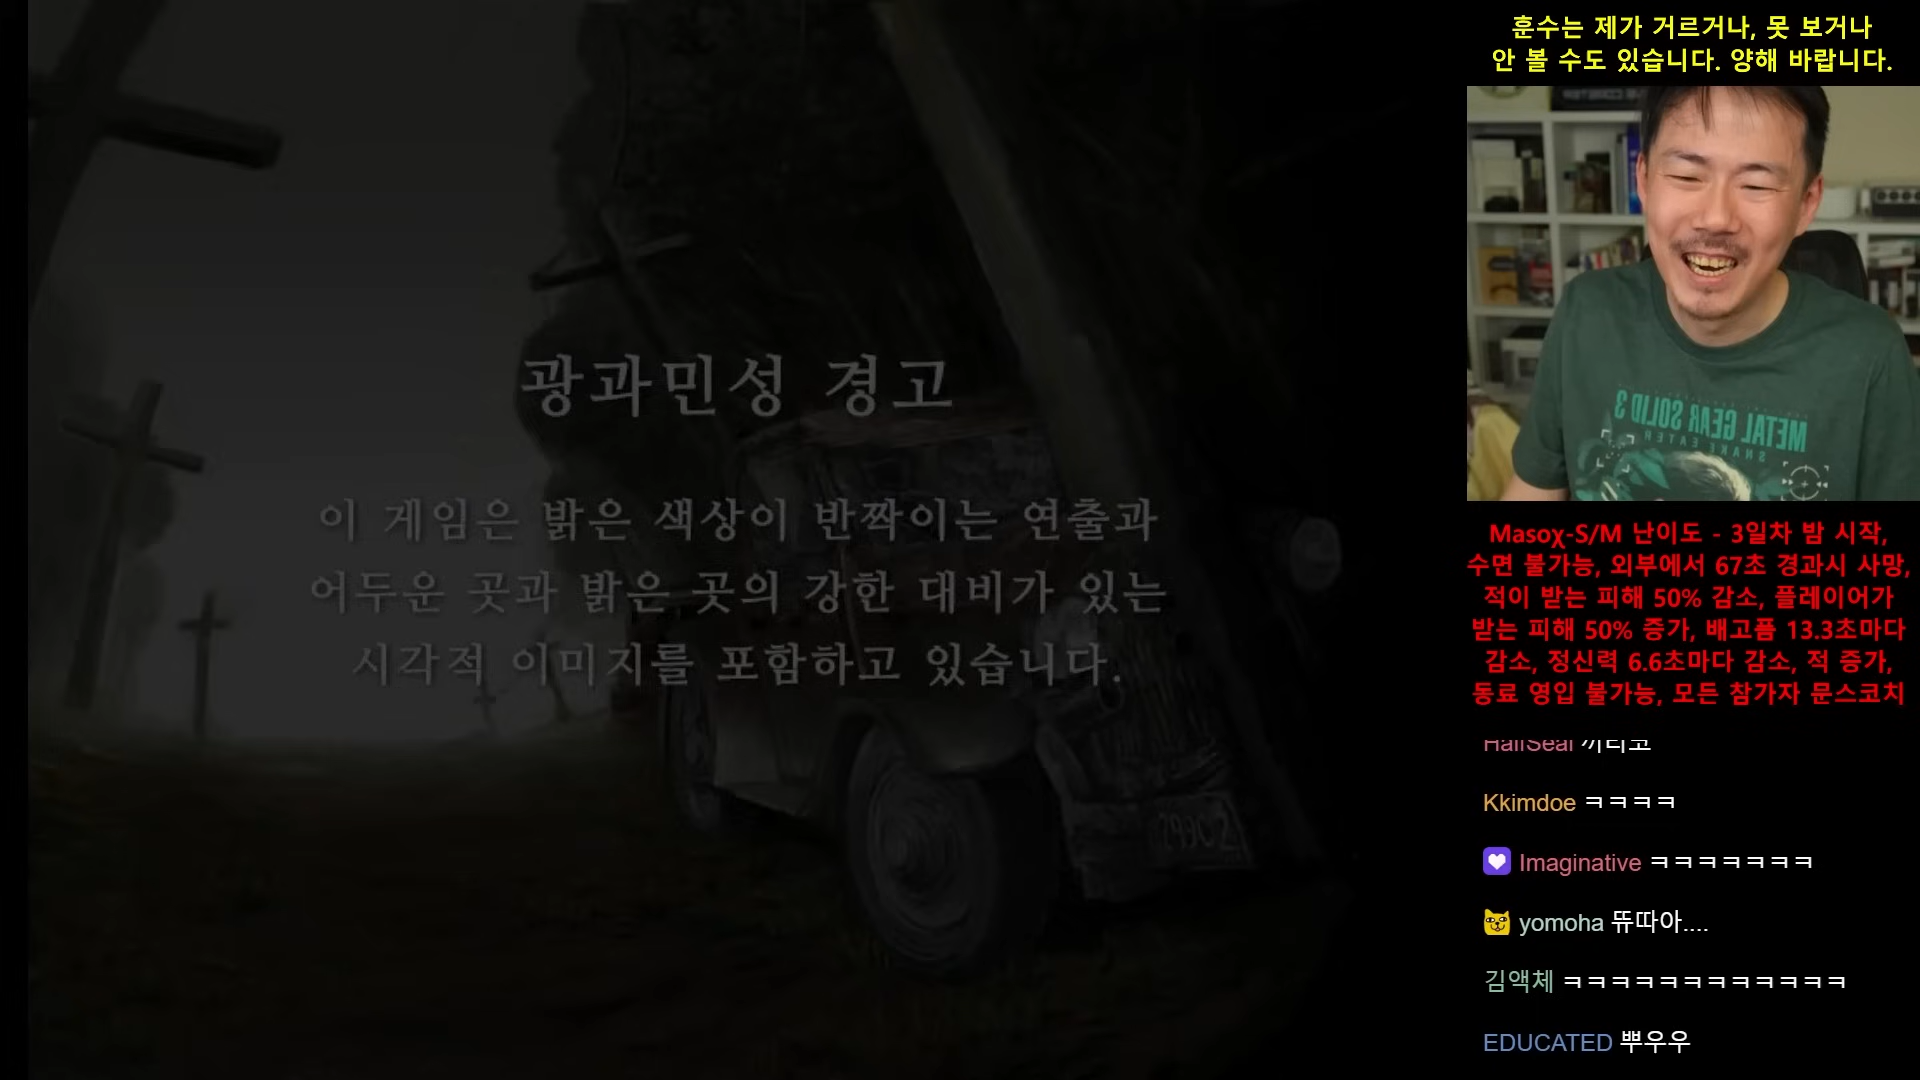 훈수는 제가 거르거나, 못 보거나
안 볼 수도 있습니다. 양해 바랍니다.
광과민성 경고
이 게임은 밝은 색상이 반짝이는 연출과
어두운 곳과 밝은 곳의 강한 대비가 있는
시각적 이미지를 포함하고 있습니다.
METAL GEAR SOLID 3
SNAKE EATER
Masoχ-S/M 난이도 - 3일차 밤 시작,
수면 불가능, 외부에서 67초 경과시 사망,
적이 받는 피해 50% 감소, 플레이어가
받는 피해 50% 증가, 배고픔 13.3초마다
감소, 정신력 6.6초마다 감소, 적 증가,
동료 영입 불가능, 모든 참가자 문스코치
HalfSeal
Kkimdoe ㅋㅋㅋㅋ
Imaginative ㅋㅋㅋㅋㅋㅋㅋ
yomoha 뜌따아....
김액체 ㅋㅋㅋㅋㅋㅋㅋㅋㅋㅋㅋㅋ
EDUCATED 뿌우우